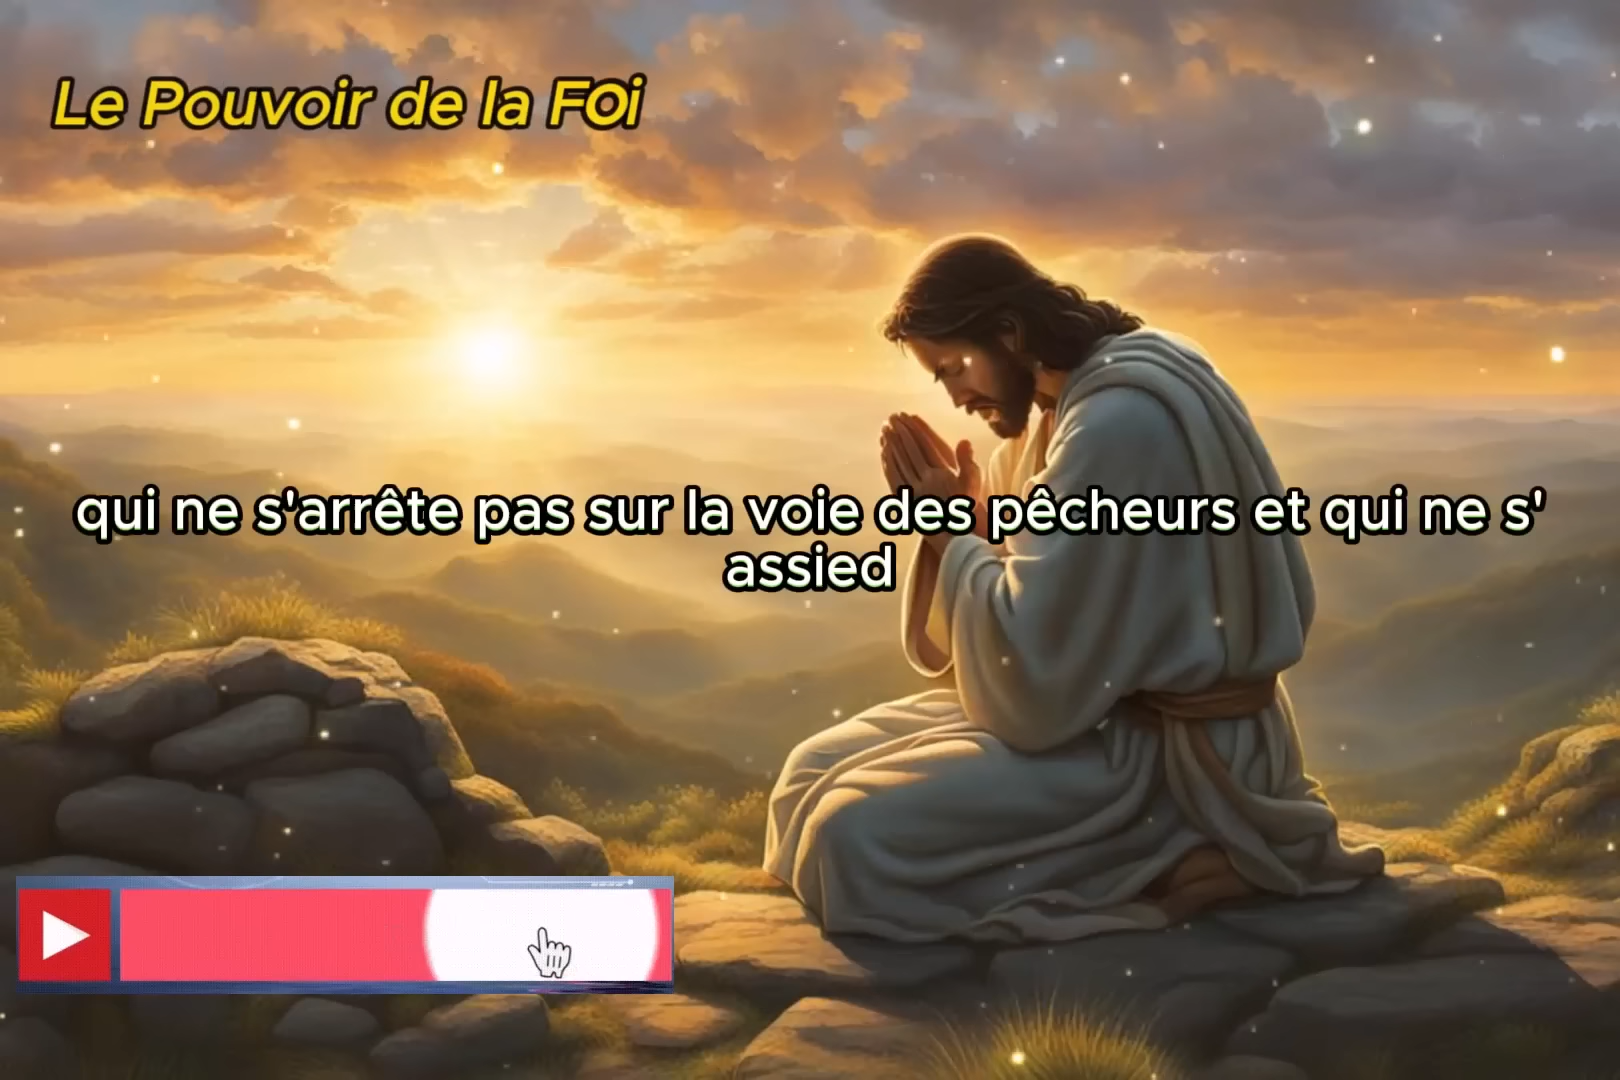 Le Pouvoir de la FOi
qui ne s'arrête pas sur la voie des pêcheurs et qui ne s'
assied